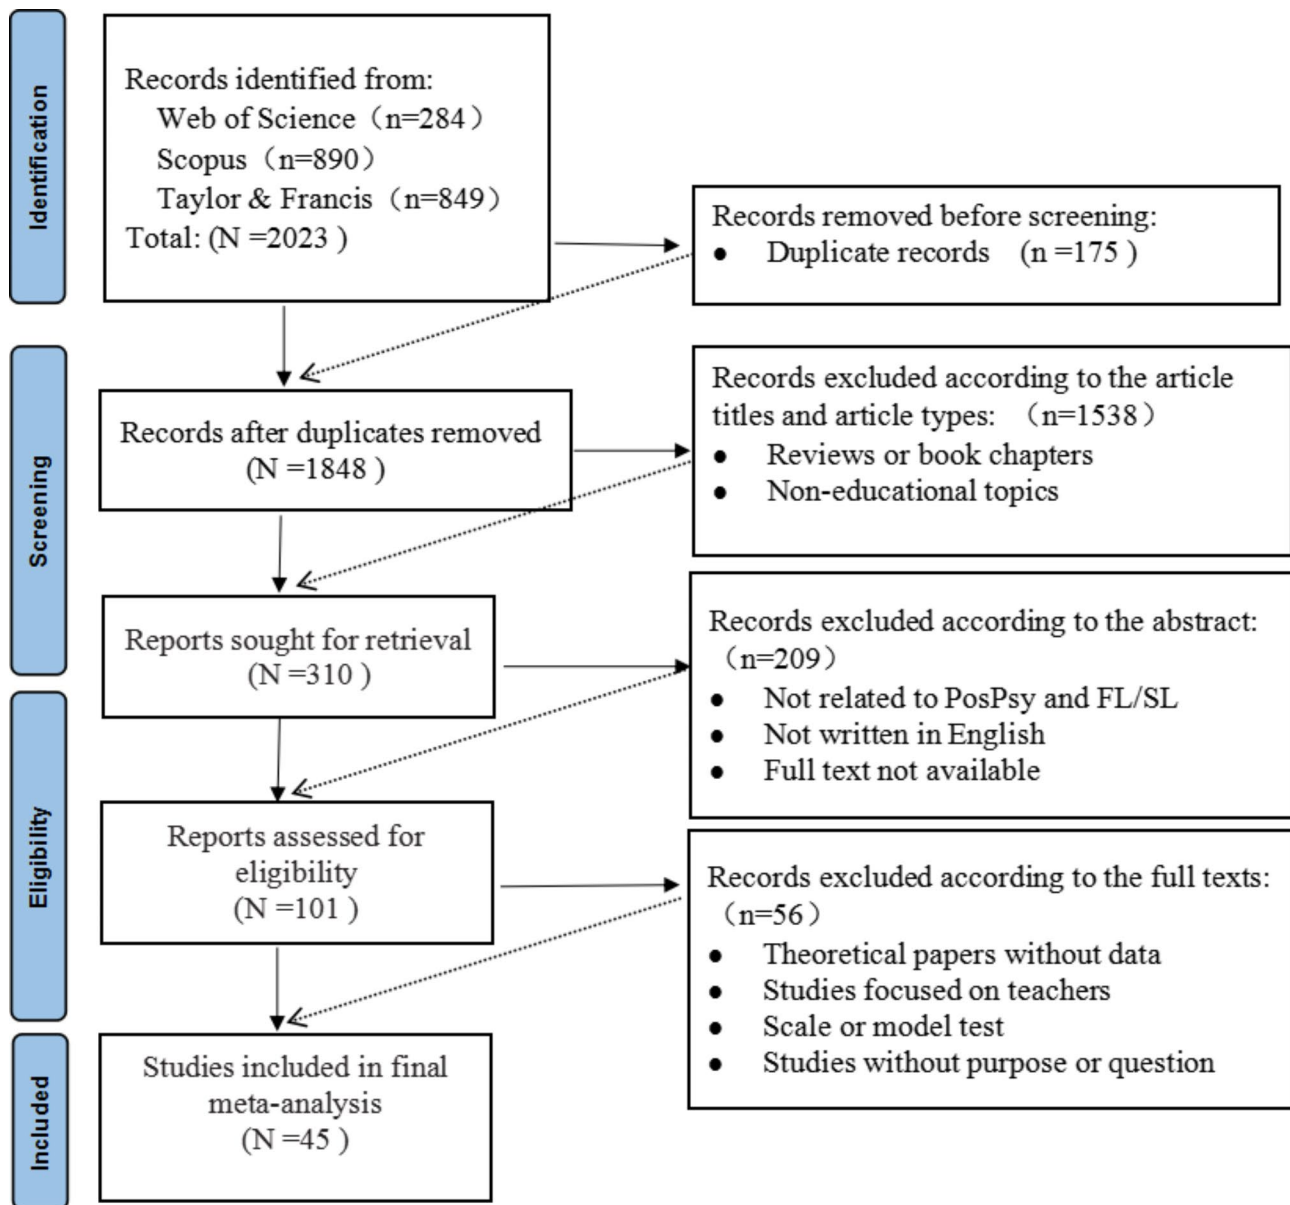 Identification
Records identified from:
Web of Science（n=284）
Scopus（n=890）
Taylor & Francis（n=849）
Total: (N =2023 )
Records removed before screening:
● Duplicate records (n =175 )
Screening
Records after duplicates removed
(N =1848 )
Records excluded according to the article
titles and article types: （n=1538）
● Reviews or book chapters
● Non-educational topics
Reports sought for retrieval
(N =310 )
Records excluded according to the abstract:
（n=209）
● Not related to PosPsy and FL/SL
● Not written in English
● Full text not available
Eligibility
Reports assessed for
eligibility
(N =101 )
Records excluded according to the full texts:
（n=56）
● Theoretical papers without data
● Studies focused on teachers
● Scale or model test
● Studies without purpose or question
Included
Studies included in final
meta-analysis
(N =45 )